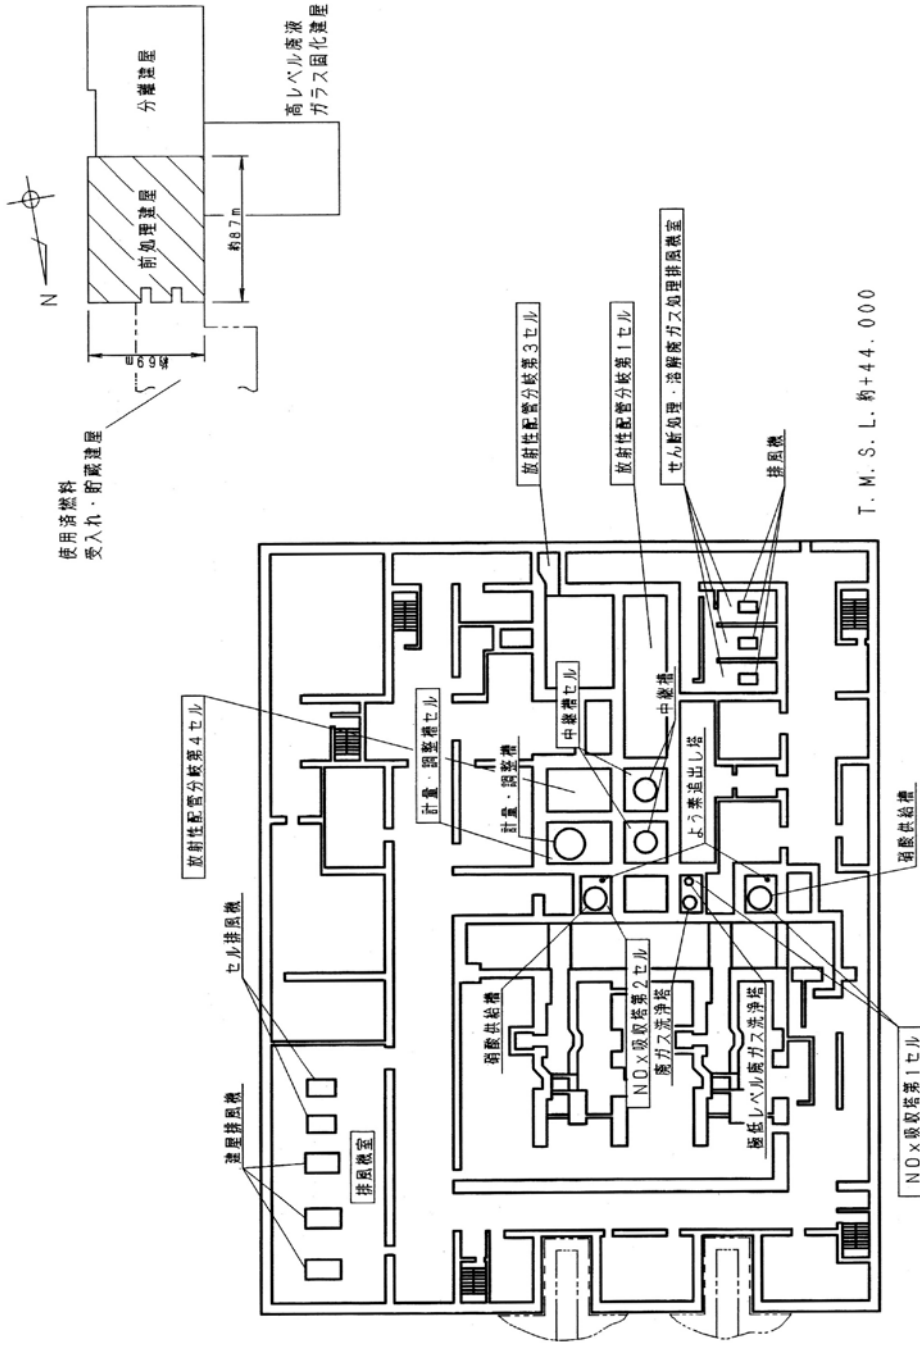 使用済燃料
受入れ・貯蔵建屋
N
約69m
前処理建屋
約87m
分離建屋
高レベル廃液
ガラス固化建屋
建屋排風機
セル排風機
排風機室
放射性配管分岐第4セル
計量・調整槽セル
計量・調整槽
中継槽セル
中継槽
放射性配管分岐第3セル
放射性配管分岐第1セル
せん断処理・溶解廃ガス処理排風機室
排風機
硝酸供給槽
NOx吸収塔第2セル
廃ガス洗浄塔
極低レベル廃ガス洗浄塔
よう素追出し塔
NOx吸収塔第1セル
硝酸供給槽
T.M.S.L.約+44.000